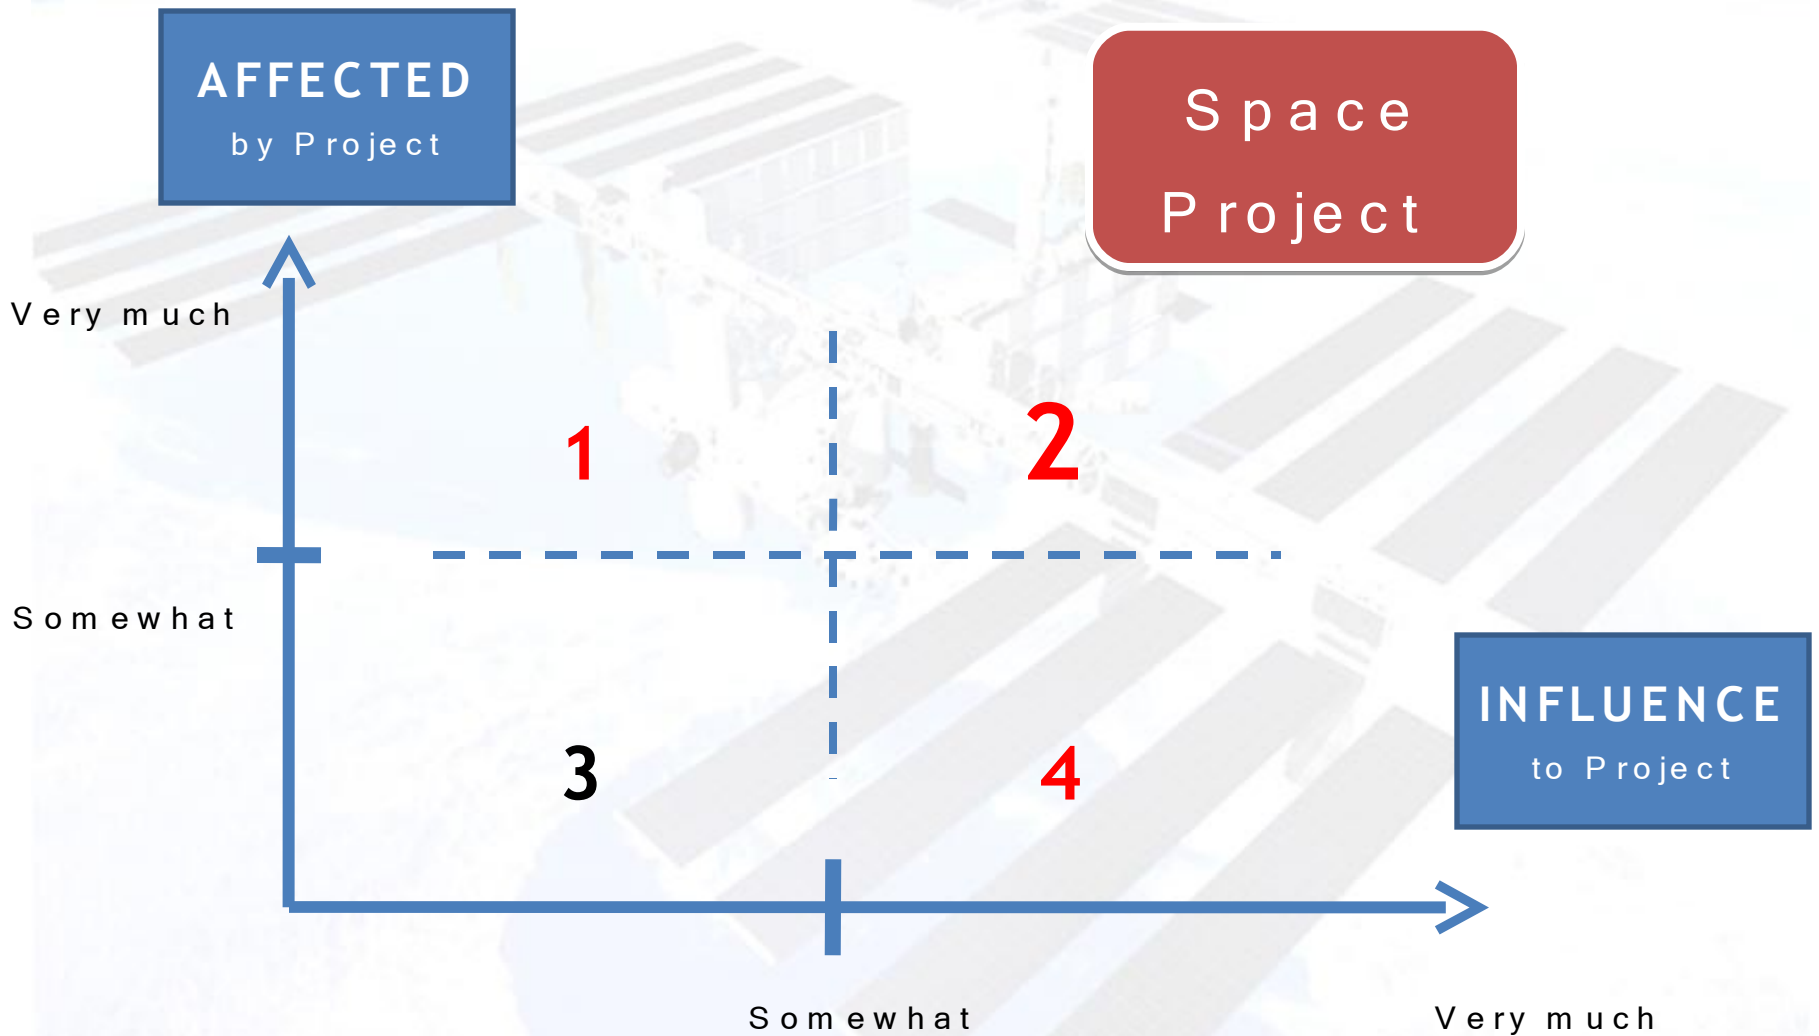 AFFECTED
by Project
Space
Project
Very much
1
2
Somewhat
INFLUENCE
to Project
3
4
Somewhat
Very much